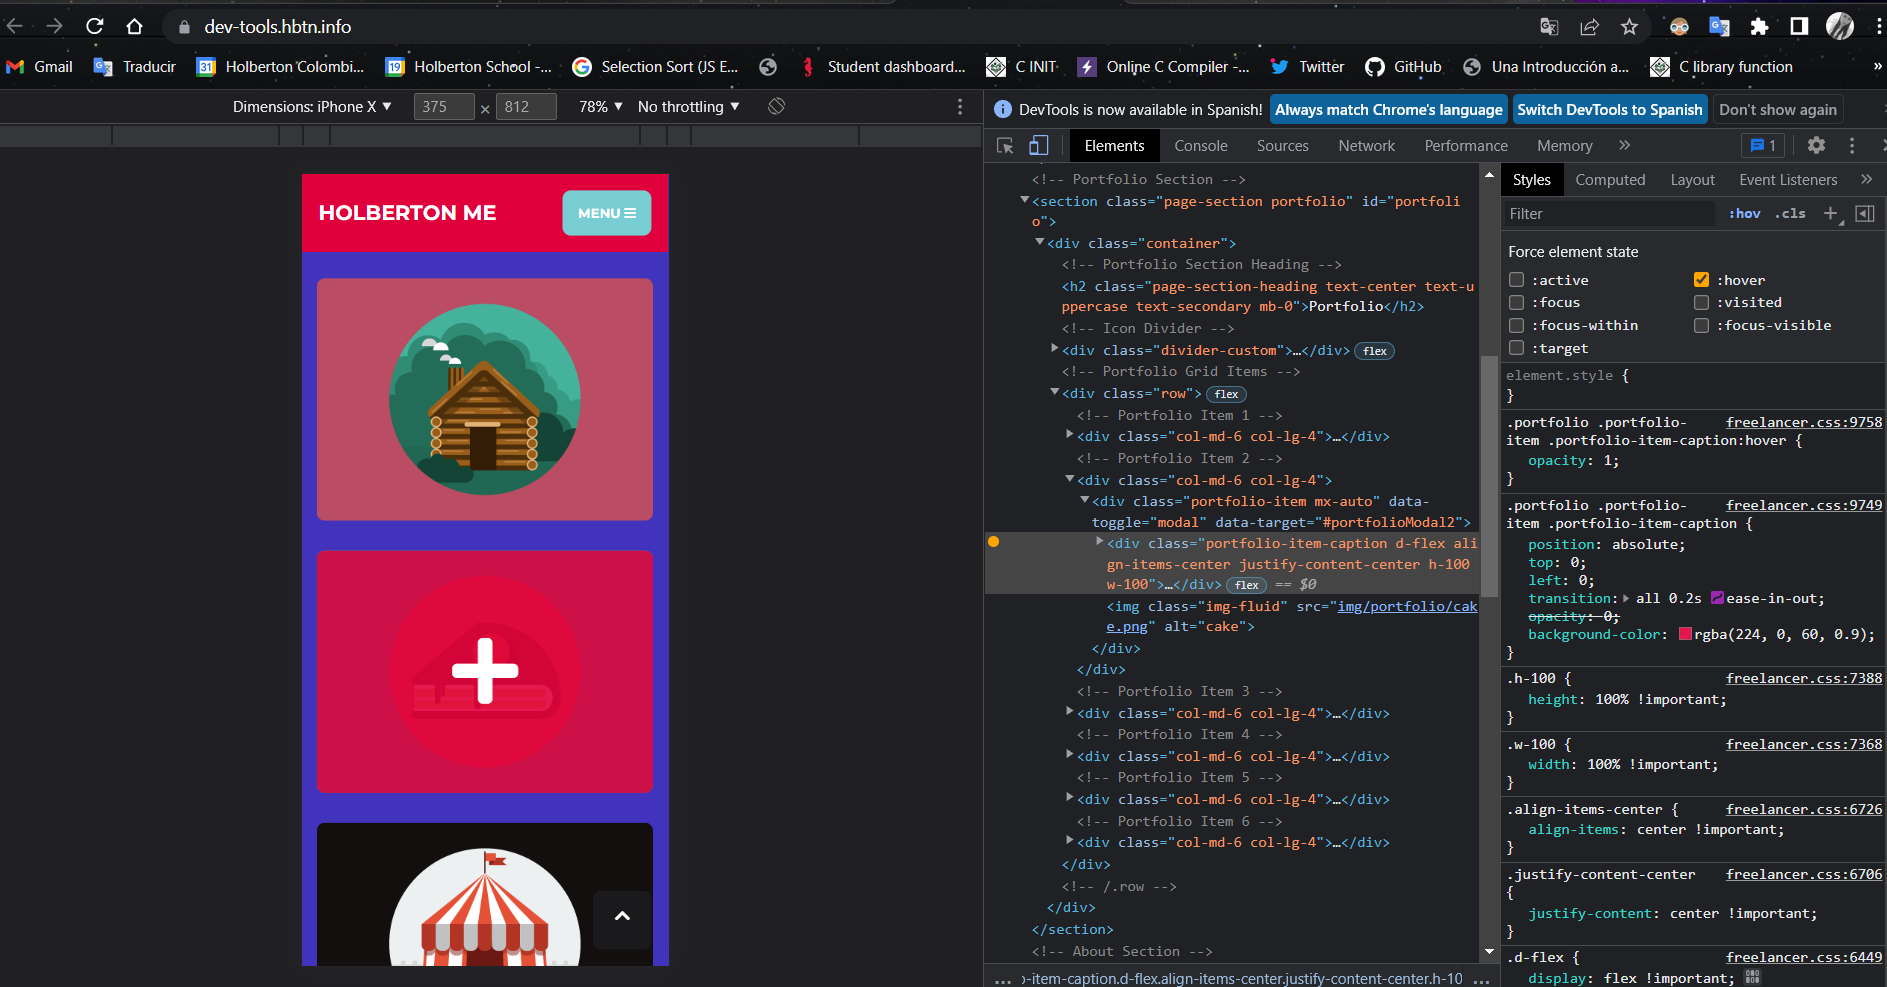 dev-tools.hbtn.info
Gmail Traducir 31 Holberton Colombi... 19 Holberton School -... Selection Sort (JS E... Student dashboard... C INIT Online C Compiler -... Twitter GitHub Una Introducción a... C library function »
Dimensions: iPhone X ▼ 375 × 812 78% ▼ No throttling ▼
DevTools is now available in Spanish! Always match Chrome's language Switch DevTools to Spanish Don't show again
Elements Console Sources Network Performance Memory » 1
HOLBERTON ME
MENU
<!-- Portfolio Section -->
<section class="page-section portfolio" id="portfoli
o">
<div class="container">
<!-- Portfolio Section Heading -->
<h2 class="page-section-heading text-center text-u
ppercase text-secondary mb-0">Portfolio</h2>
<!-- Icon Divider -->
<div class="divider-custom">…</div> flex
<!-- Portfolio Grid Items -->
<div class="row"> flex
<!-- Portfolio Item 1 -->
<div class="col-md-6 col-lg-4">…</div>
<!-- Portfolio Item 2 -->
<div class="col-md-6 col-lg-4">
<div class="portfolio-item mx-auto" data-
toggle="modal" data-target="#portfolioModal2">
<div class="portfolio-item-caption d-flex ali
gn-items-center justify-content-center h-100
w-100">…</div> flex == $0
<img class="img-fluid" src="img/portfolio/cak
e.png" alt="cake">
</div>
</div>
<!-- Portfolio Item 3 -->
<div class="col-md-6 col-lg-4">…</div>
<!-- Portfolio Item 4 -->
<div class="col-md-6 col-lg-4">…</div>
<!-- Portfolio Item 5 -->
<div class="col-md-6 col-lg-4">…</div>
<!-- Portfolio Item 6 -->
<div class="col-md-6 col-lg-4">…</div>
</div>
<!-- /.row -->
</div>
</section>
<!-- About Section -->
... -item-caption.d-flex.align-items-center.justify-content-center.h-10 ...
Styles Computed Layout Event Listeners »
Filter :hov .cls +
Force element state
:active :hover
:focus :visited
:focus-within :focus-visible
:target
element.style {
}
.portfolio .portfolio- freelancer.css:9758
item .portfolio-item-caption:hover {
opacity: 1;
}
.portfolio .portfolio- freelancer.css:9749
item .portfolio-item-caption {
position: absolute;
top: 0;
left: 0;
transition: all 0.2s ease-in-out;
opacity: 0;
background-color: rgba(224, 0, 60, 0.9);
}
.h-100 { freelancer.css:7388
height: 100% !important;
}
.w-100 { freelancer.css:7368
width: 100% !important;
}
.align-items-center { freelancer.css:6726
align-items: center !important;
}
.justify-content-center freelancer.css:6706
{
justify-content: center !important;
}
.d-flex { freelancer.css:6449
display: flex !important;